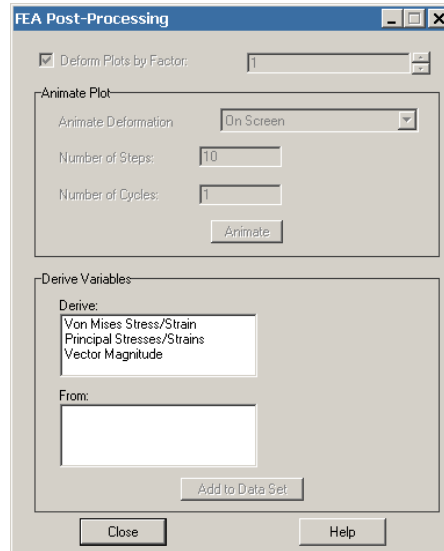 FEA Post-Processing
Deform Plots by Factor: 1
Animate Plot
Animate Deformation On Screen
Number of Steps: 10
Number of Cycles: 1
Animate
Derive Variables
Derive:
Von Mises Stress/Strain
Principal Stresses/Strains
Vector Magnitude
From:
Add to Data Set
Close Help